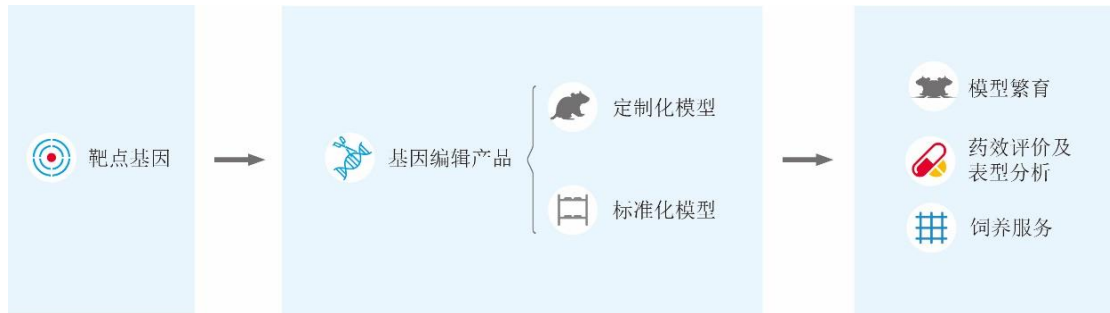 靶点基因
基因编辑产品
定制化模型
标准化模型
模型繁育
药效评价及
表型分析
饲养服务